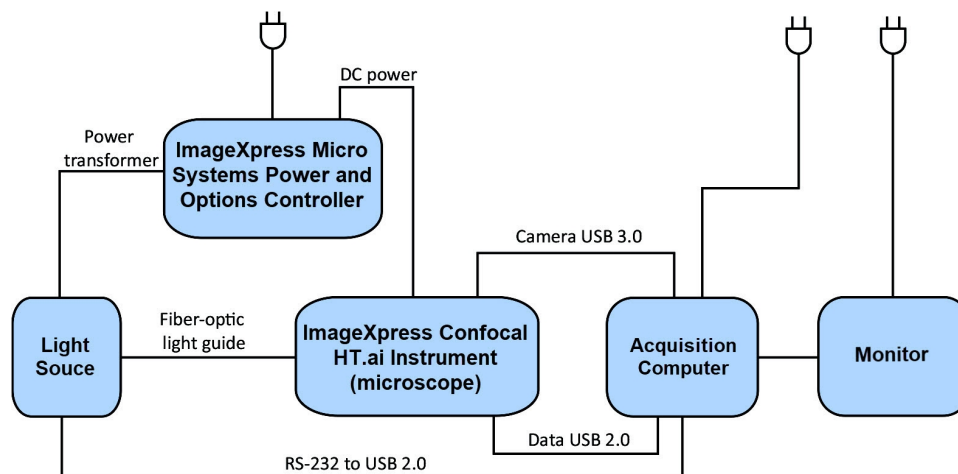 DC power
Power
transformer
ImageXpress Micro
Systems Power and
Options Controller
Camera USB 3.0
Fiber-optic
light guide
Light
Souce
ImageXpress Confocal
HT.ai Instrument
(microscope)
Acquisition
Computer
Monitor
Data USB 2.0
RS-232 to USB 2.0